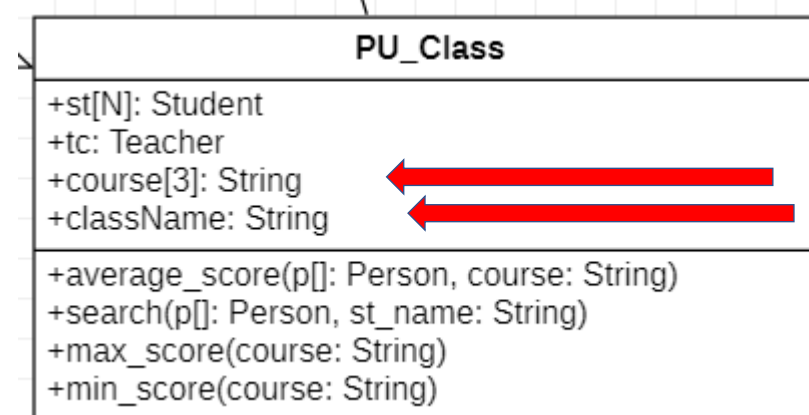 PU_Class
+st[N]: Student
+tc: Teacher
+course[3]: String
+className: String
+average_score(p[]: Person, course: String)
+search(p[]: Person, st_name: String)
+max_score(course: String)
+min_score(course: String)